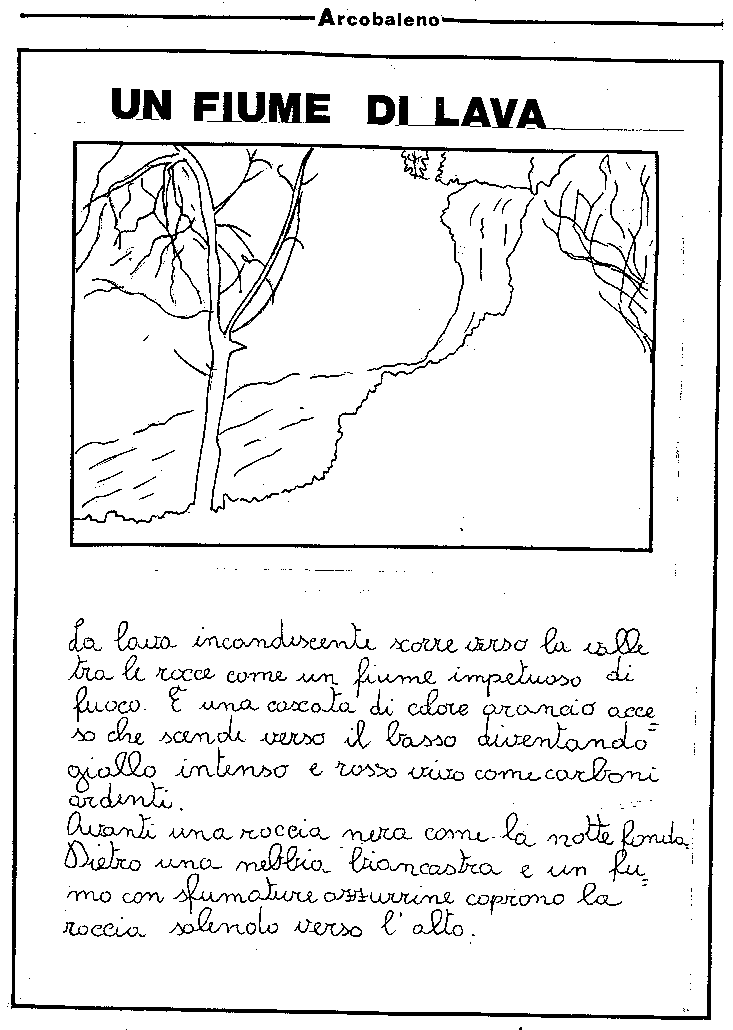 Arcobaleno
UN FIUME DI LAVA
La lava incandescente scorre verso la valle
tra le rocce come un fiume impetuoso di
fuoco. È una cascata di colore arancio acce=
so che scende verso il basso diventando
giallo intenso e rosso vivo come carboni
ardenti.
Avanti una roccia nera come la notte fonda.
Dietro una nebbia biancastra e un fu=
mo con sfumature azzurrine coprono la
roccia salendo verso l'alto.